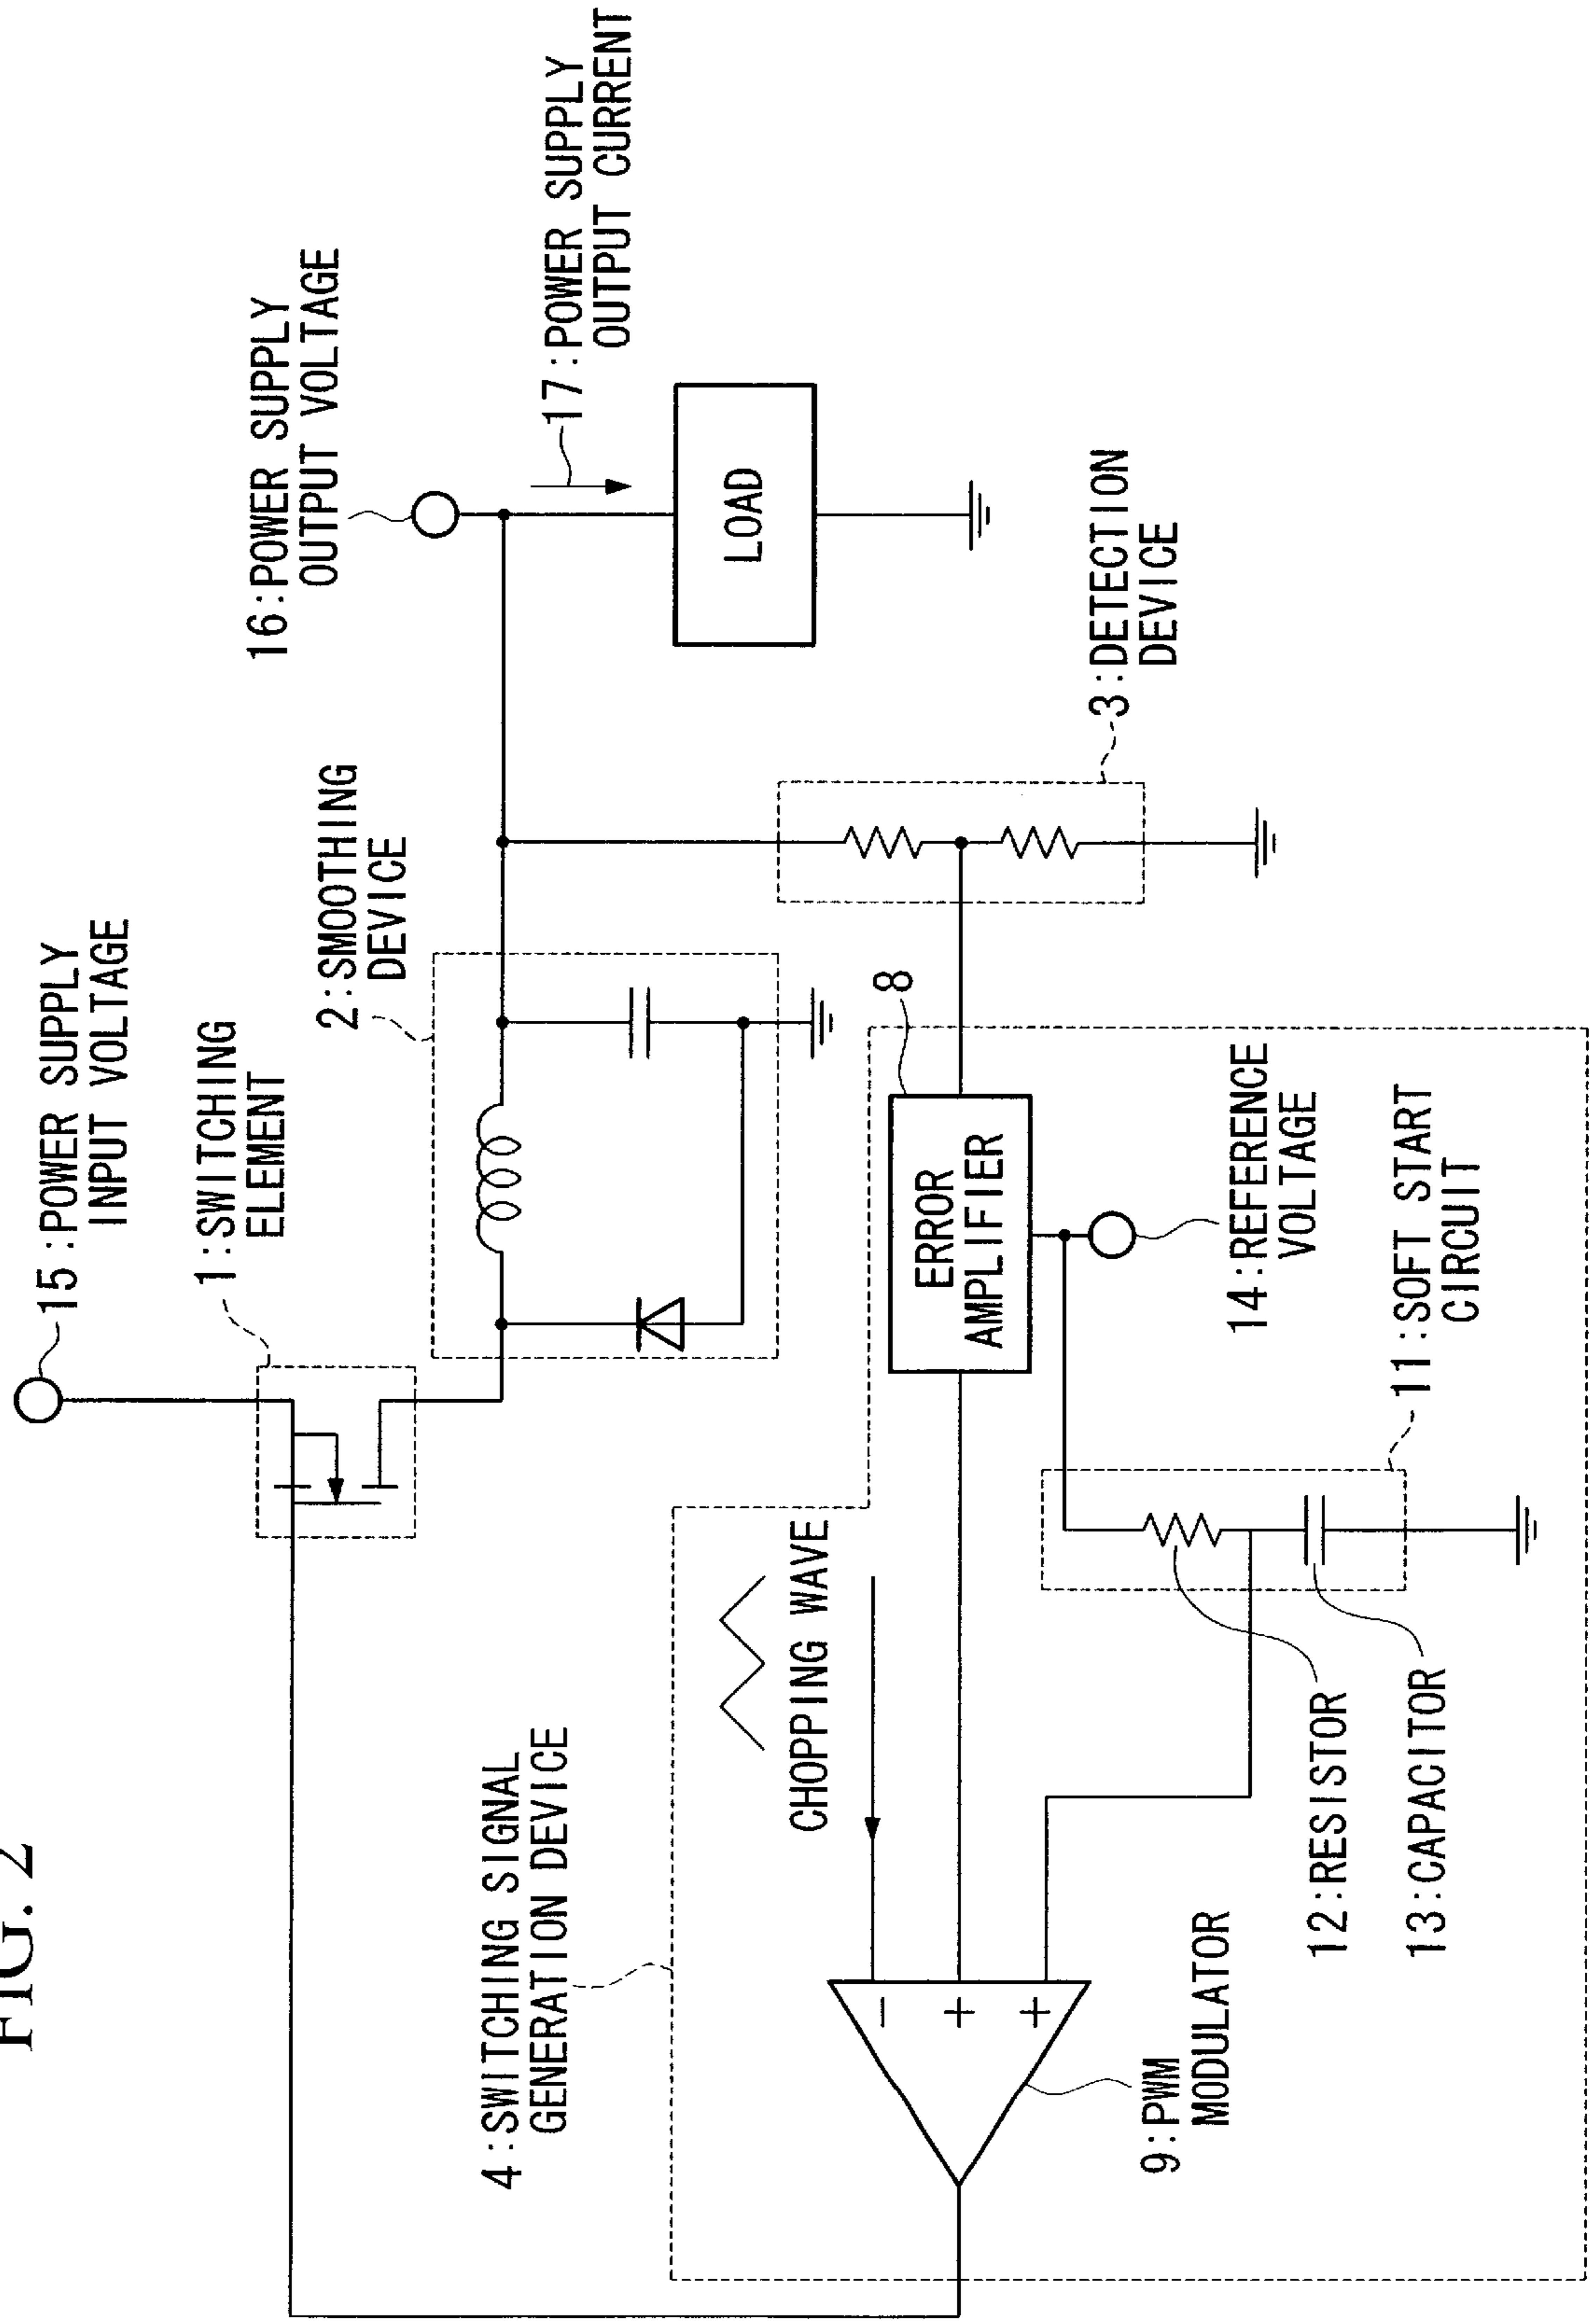 FIG. 2
15:POWER SUPPLY
INPUT VOLTAGE
1:SWITCHING
ELEMENT
2:SMOOTHING
DEVICE
16:POWER SUPPLY
OUTPUT VOLTAGE
17:POWER SUPPLY
OUTPUT CURRENT
LOAD
3:DETECTION
DEVICE
4:SWITCHING SIGNAL
GENERATION DEVICE
CHOPPING WAVE
8
ERROR
AMPLIFIER
14:REFERENCE
VOLTAGE
11:SOFT START
CIRCUIT
12:RESISTOR
13:CAPACITOR
9:PWM
MODULATOR
−
+
+